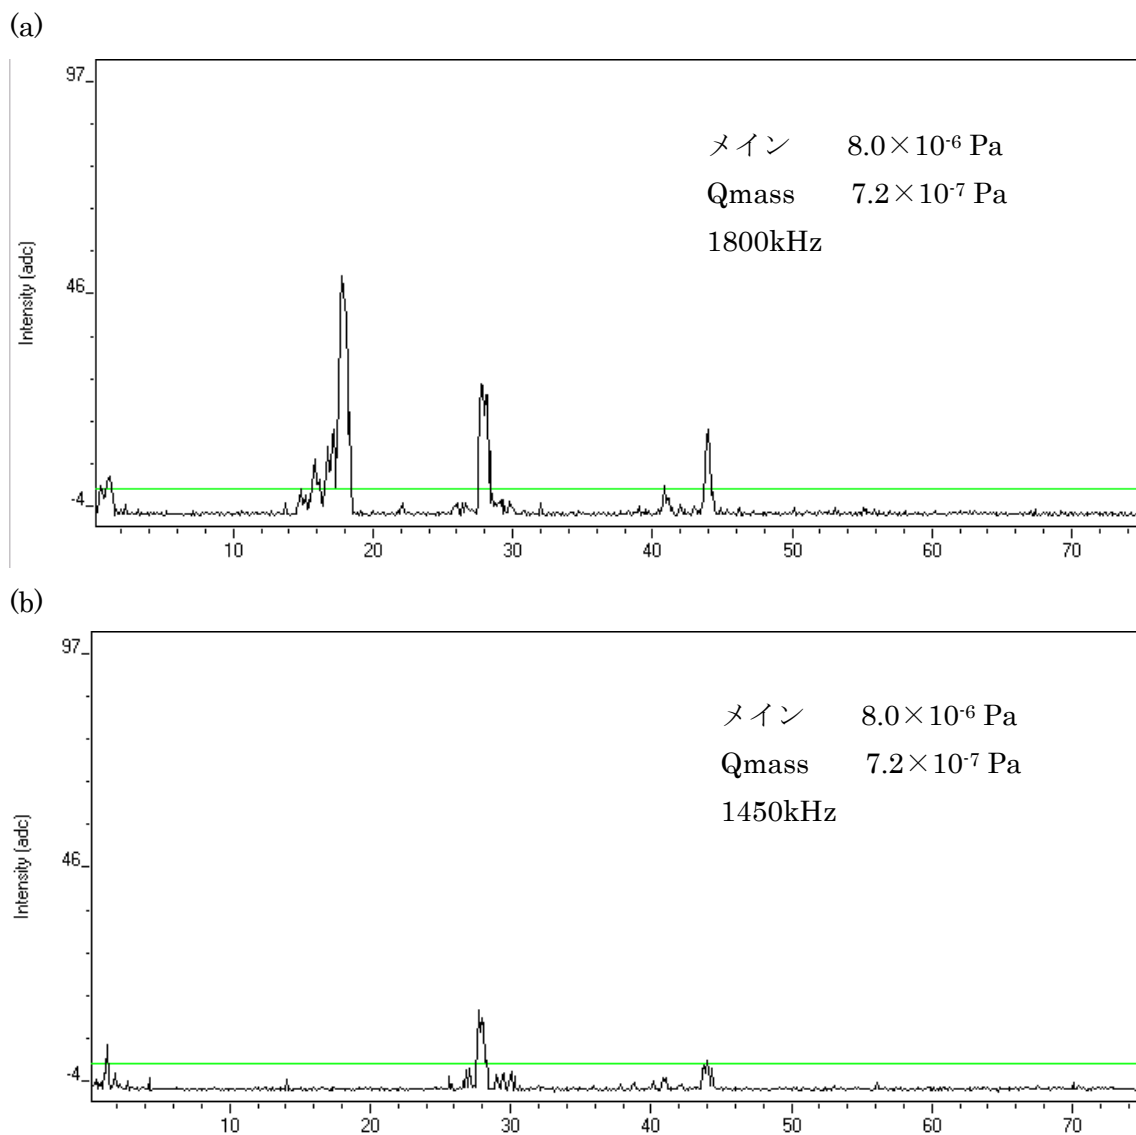 (a)
97
46
-4
Intensity (adc)
メイン 8.0×10-6 Pa
Qmass 7.2×10-7 Pa
1800kHz
10 20 30 40 50 60 70
(b)
97
46
-4
Intensity (adc)
メイン 8.0×10-6 Pa
Qmass 7.2×10-7 Pa
1450kHz
10 20 30 40 50 60 70